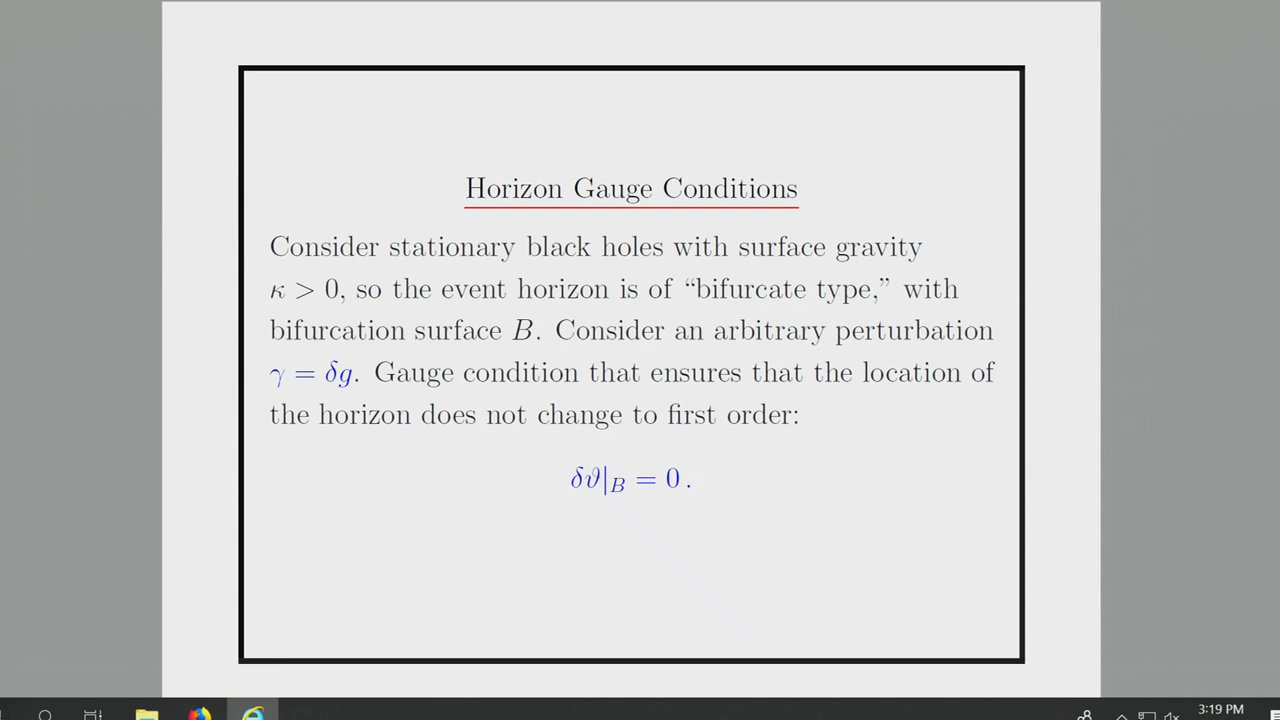 Horizon Gauge Conditions
Consider stationary black holes with surface gravity
κ > 0, so the event horizon is of “bifurcate type,” with
bifurcation surface B. Consider an arbitrary perturbation
γ = δg. Gauge condition that ensures that the location of
the horizon does not change to first order:
δϑ|_B = 0 .
3:19 PM